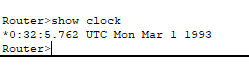 Router>show clock
*0:32:5.762 UTC Mon Mar 1 1993
Router>